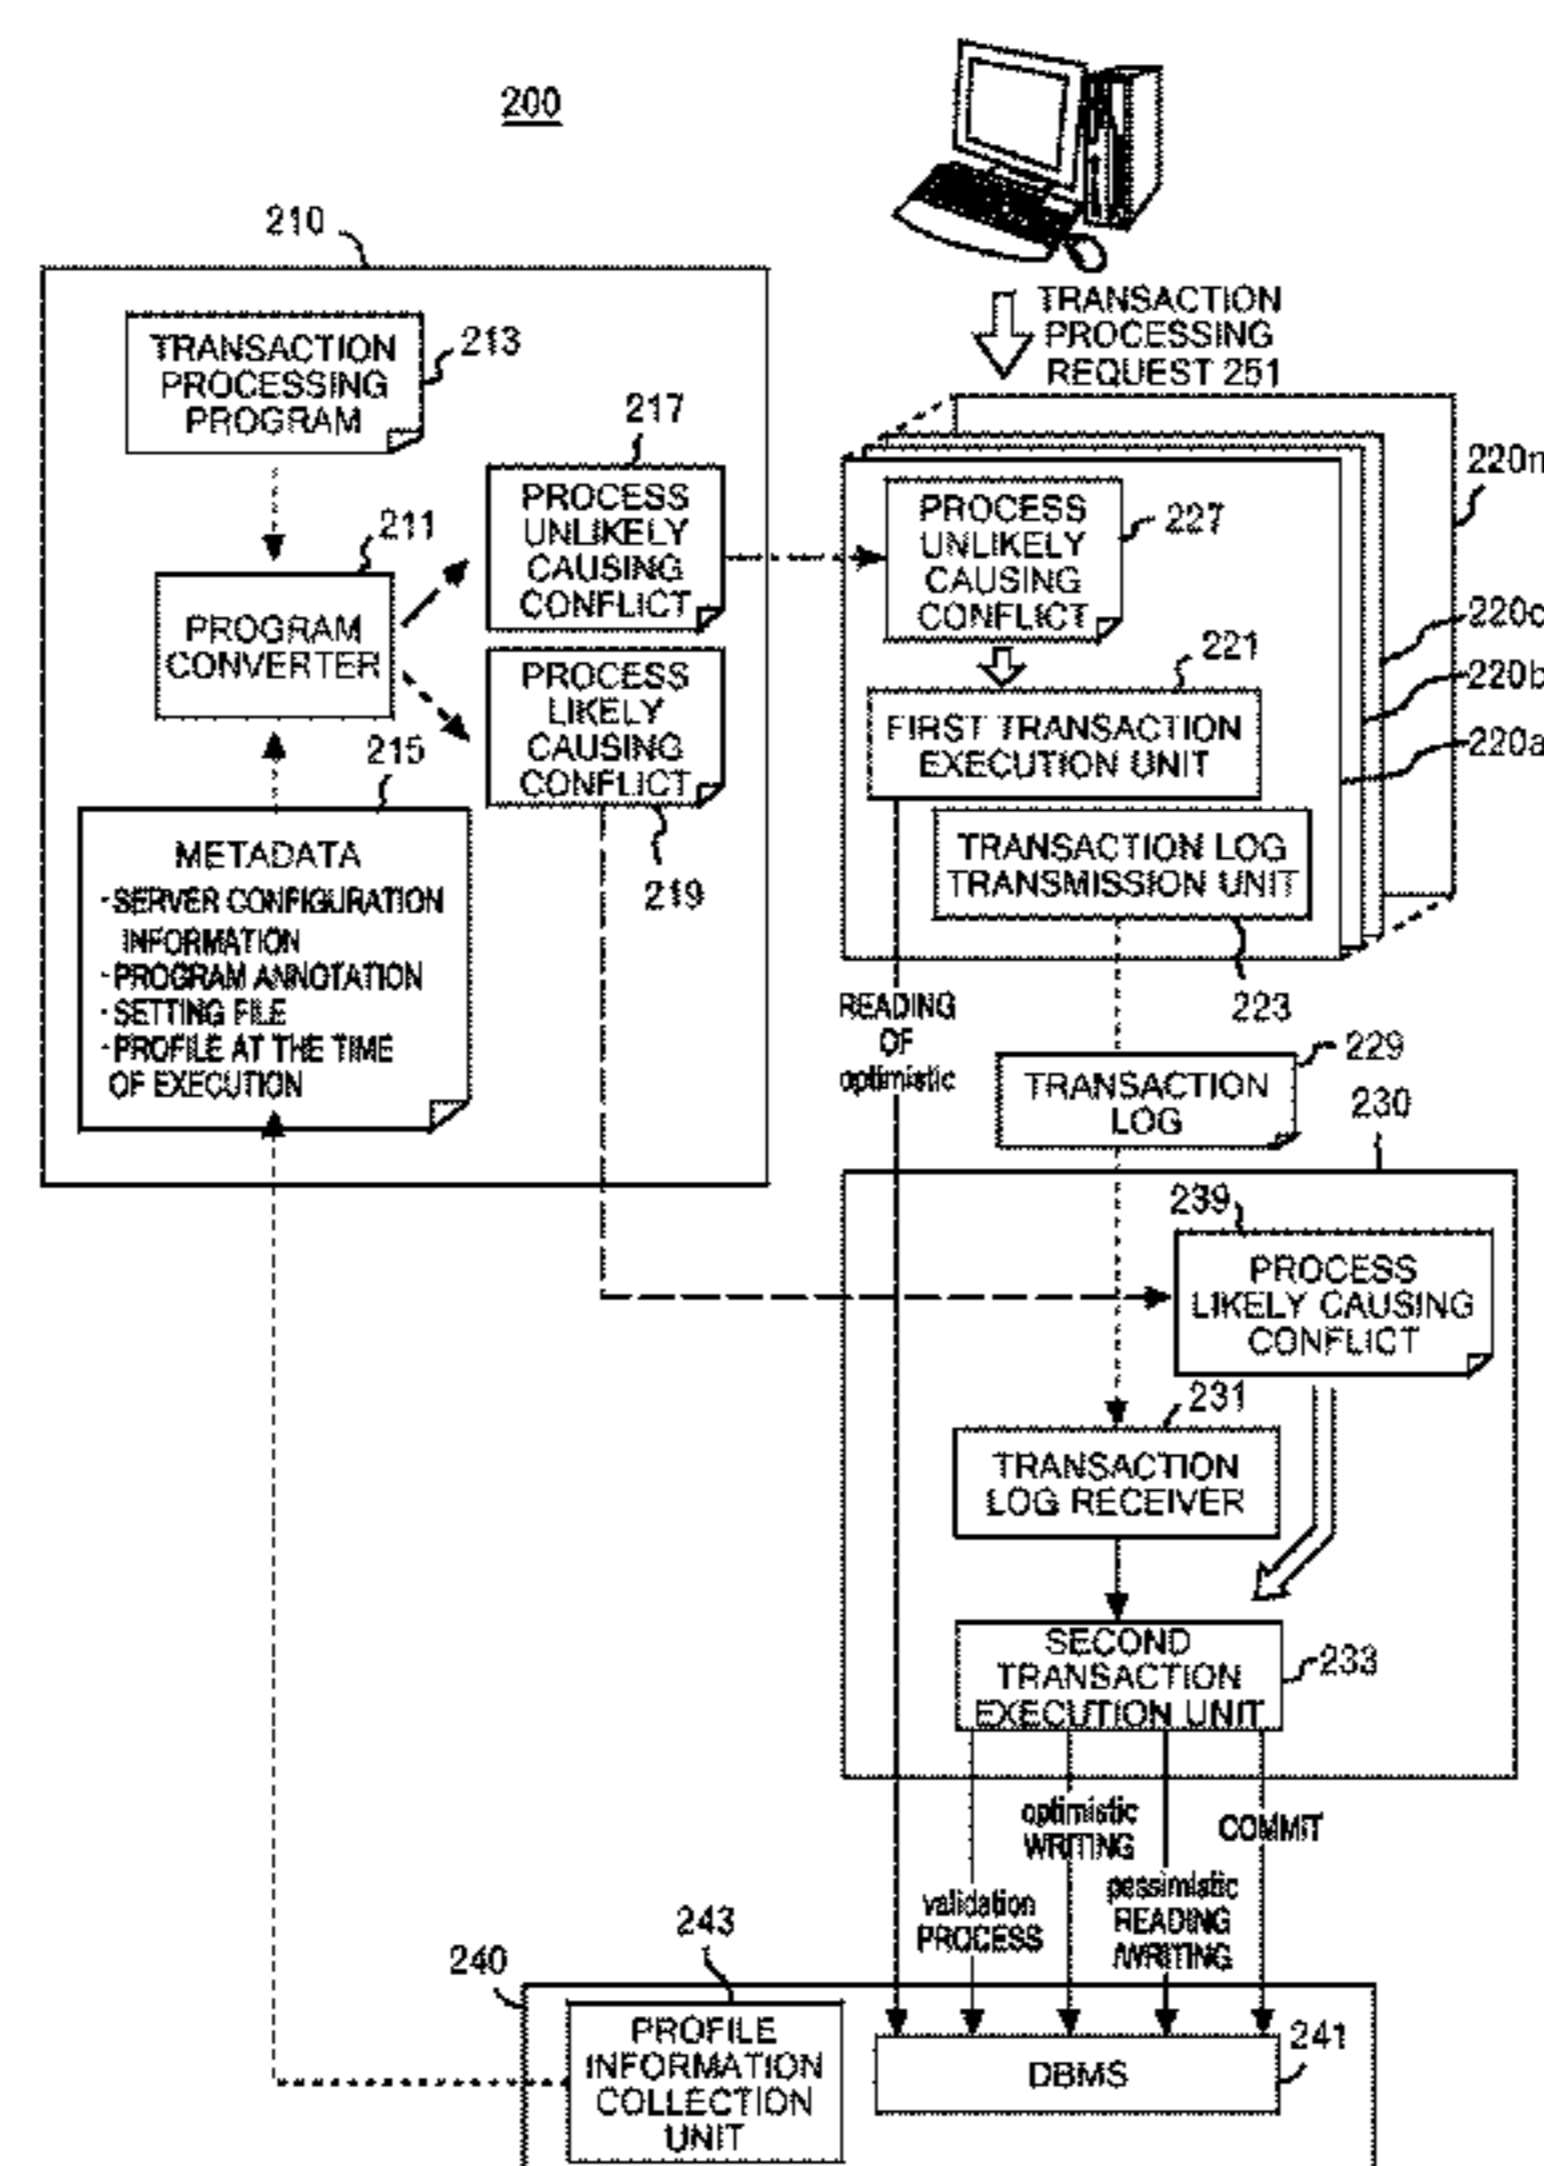 200
210
TRANSACTION
PROCESSING
REQUEST 251
TRANSACTION
PROCESSING
PROGRAM
213
217
PROCESS
UNLIKELY
CAUSING
CONFLICT
211
PROGRAM
CONVERTER
PROCESS
LIKELY
CAUSING
CONFLICT
219
215
METADATA
·SERVER CONFIGURATION
INFORMATION
·PROGRAM ANNOTATION
·SETTING FILE
·PROFILE AT THE TIME
OF EXECUTION
220n
220c
220b
220a
PROCESS
UNLIKELY
CAUSING
CONFLICT
227
221
FIRST TRANSACTION
EXECUTION UNIT
TRANSACTION LOG
TRANSMISSION UNIT
223
READING
OF
optimistic
229
TRANSACTION
LOG
230
239
PROCESS
LIKELY CAUSING
CONFLICT
231
TRANSACTION
LOG RECEIVER
SECOND
TRANSACTION
EXECUTION UNIT
233
optimistic
WRITING
COMMIT
validation
PROCESS
pessimistic
READING
/WRITING
240
243
PROFILE
INFORMATION
COLLECTION
UNIT
241
DBMS